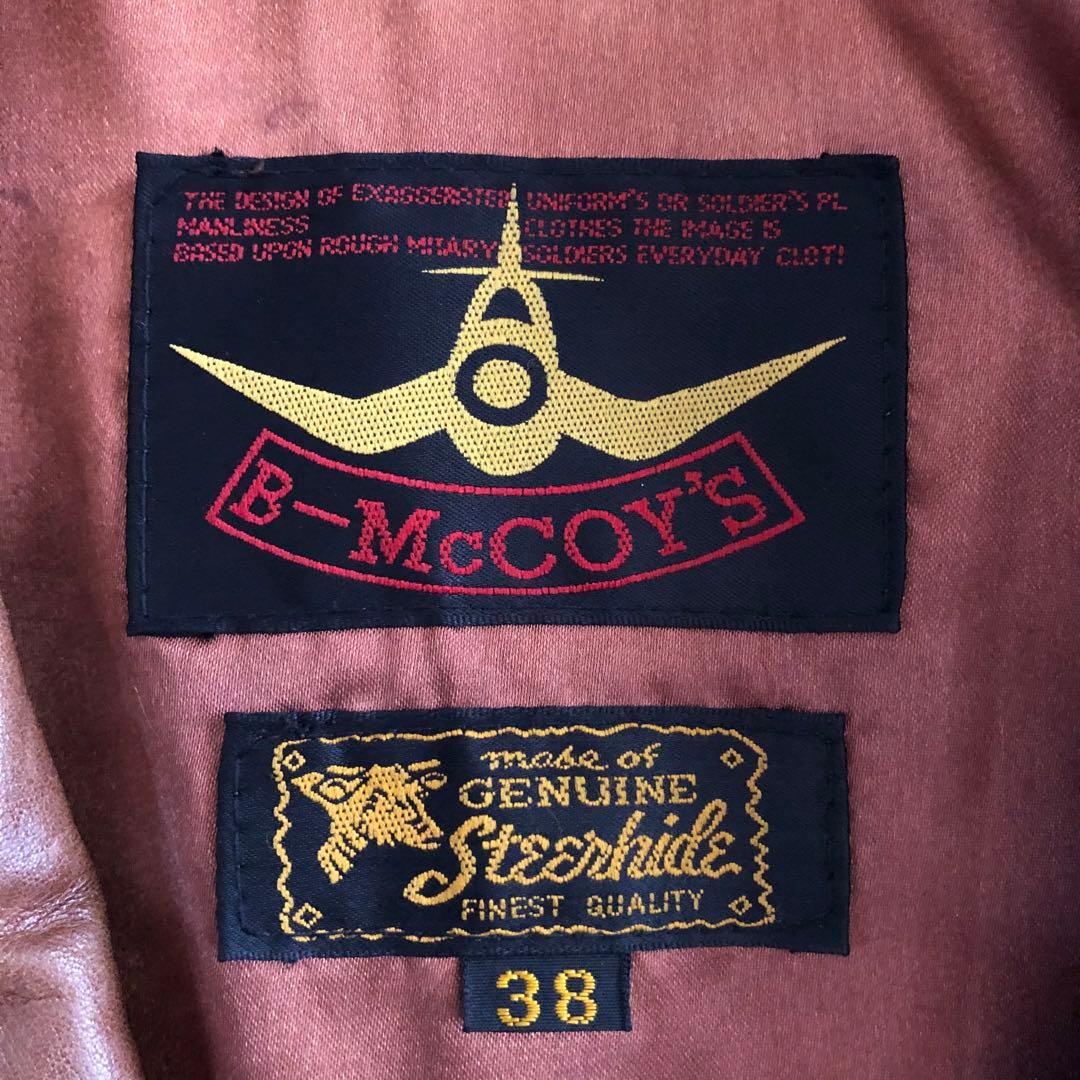 THE DESIGN OF EXAGGERATED UNIFORM'S OR SOLDIER'S PL
MANLINESS CLOTHES THE IMAGE IS
BASED UPON ROUGH MITARY SOLDIERS EVERYDAY CLOT!
B-McCOY'S
made of
GENUINE
Steerhide
FINEST QUALITY
38